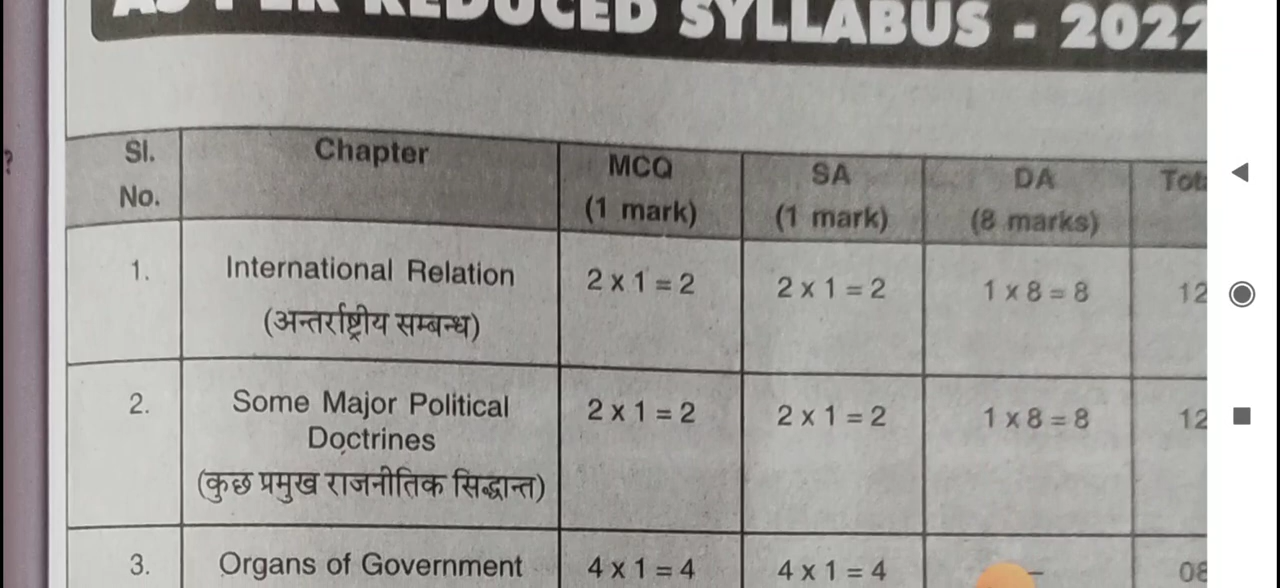 AS PER REDUCED SYLLABUS - 2022
Sl. No. Chapter MCQ (1 mark) SA (1 mark) DA (8 marks)
1. International Relation 2 x 1 = 2 2 x 1 = 2 1 x 8 = 8 12
(अन्तर्राष्ट्रीय सम्बन्ध)
2. Some Major Political 2 x 1 = 2 2 x 1 = 2 1 x 8 = 8 12
Doctrines
(कुछ प्रमुख राजनीतिक सिद्धान्त)
3. Organs of Government 4 x 1 = 4 4 x 1 = 4 – 08